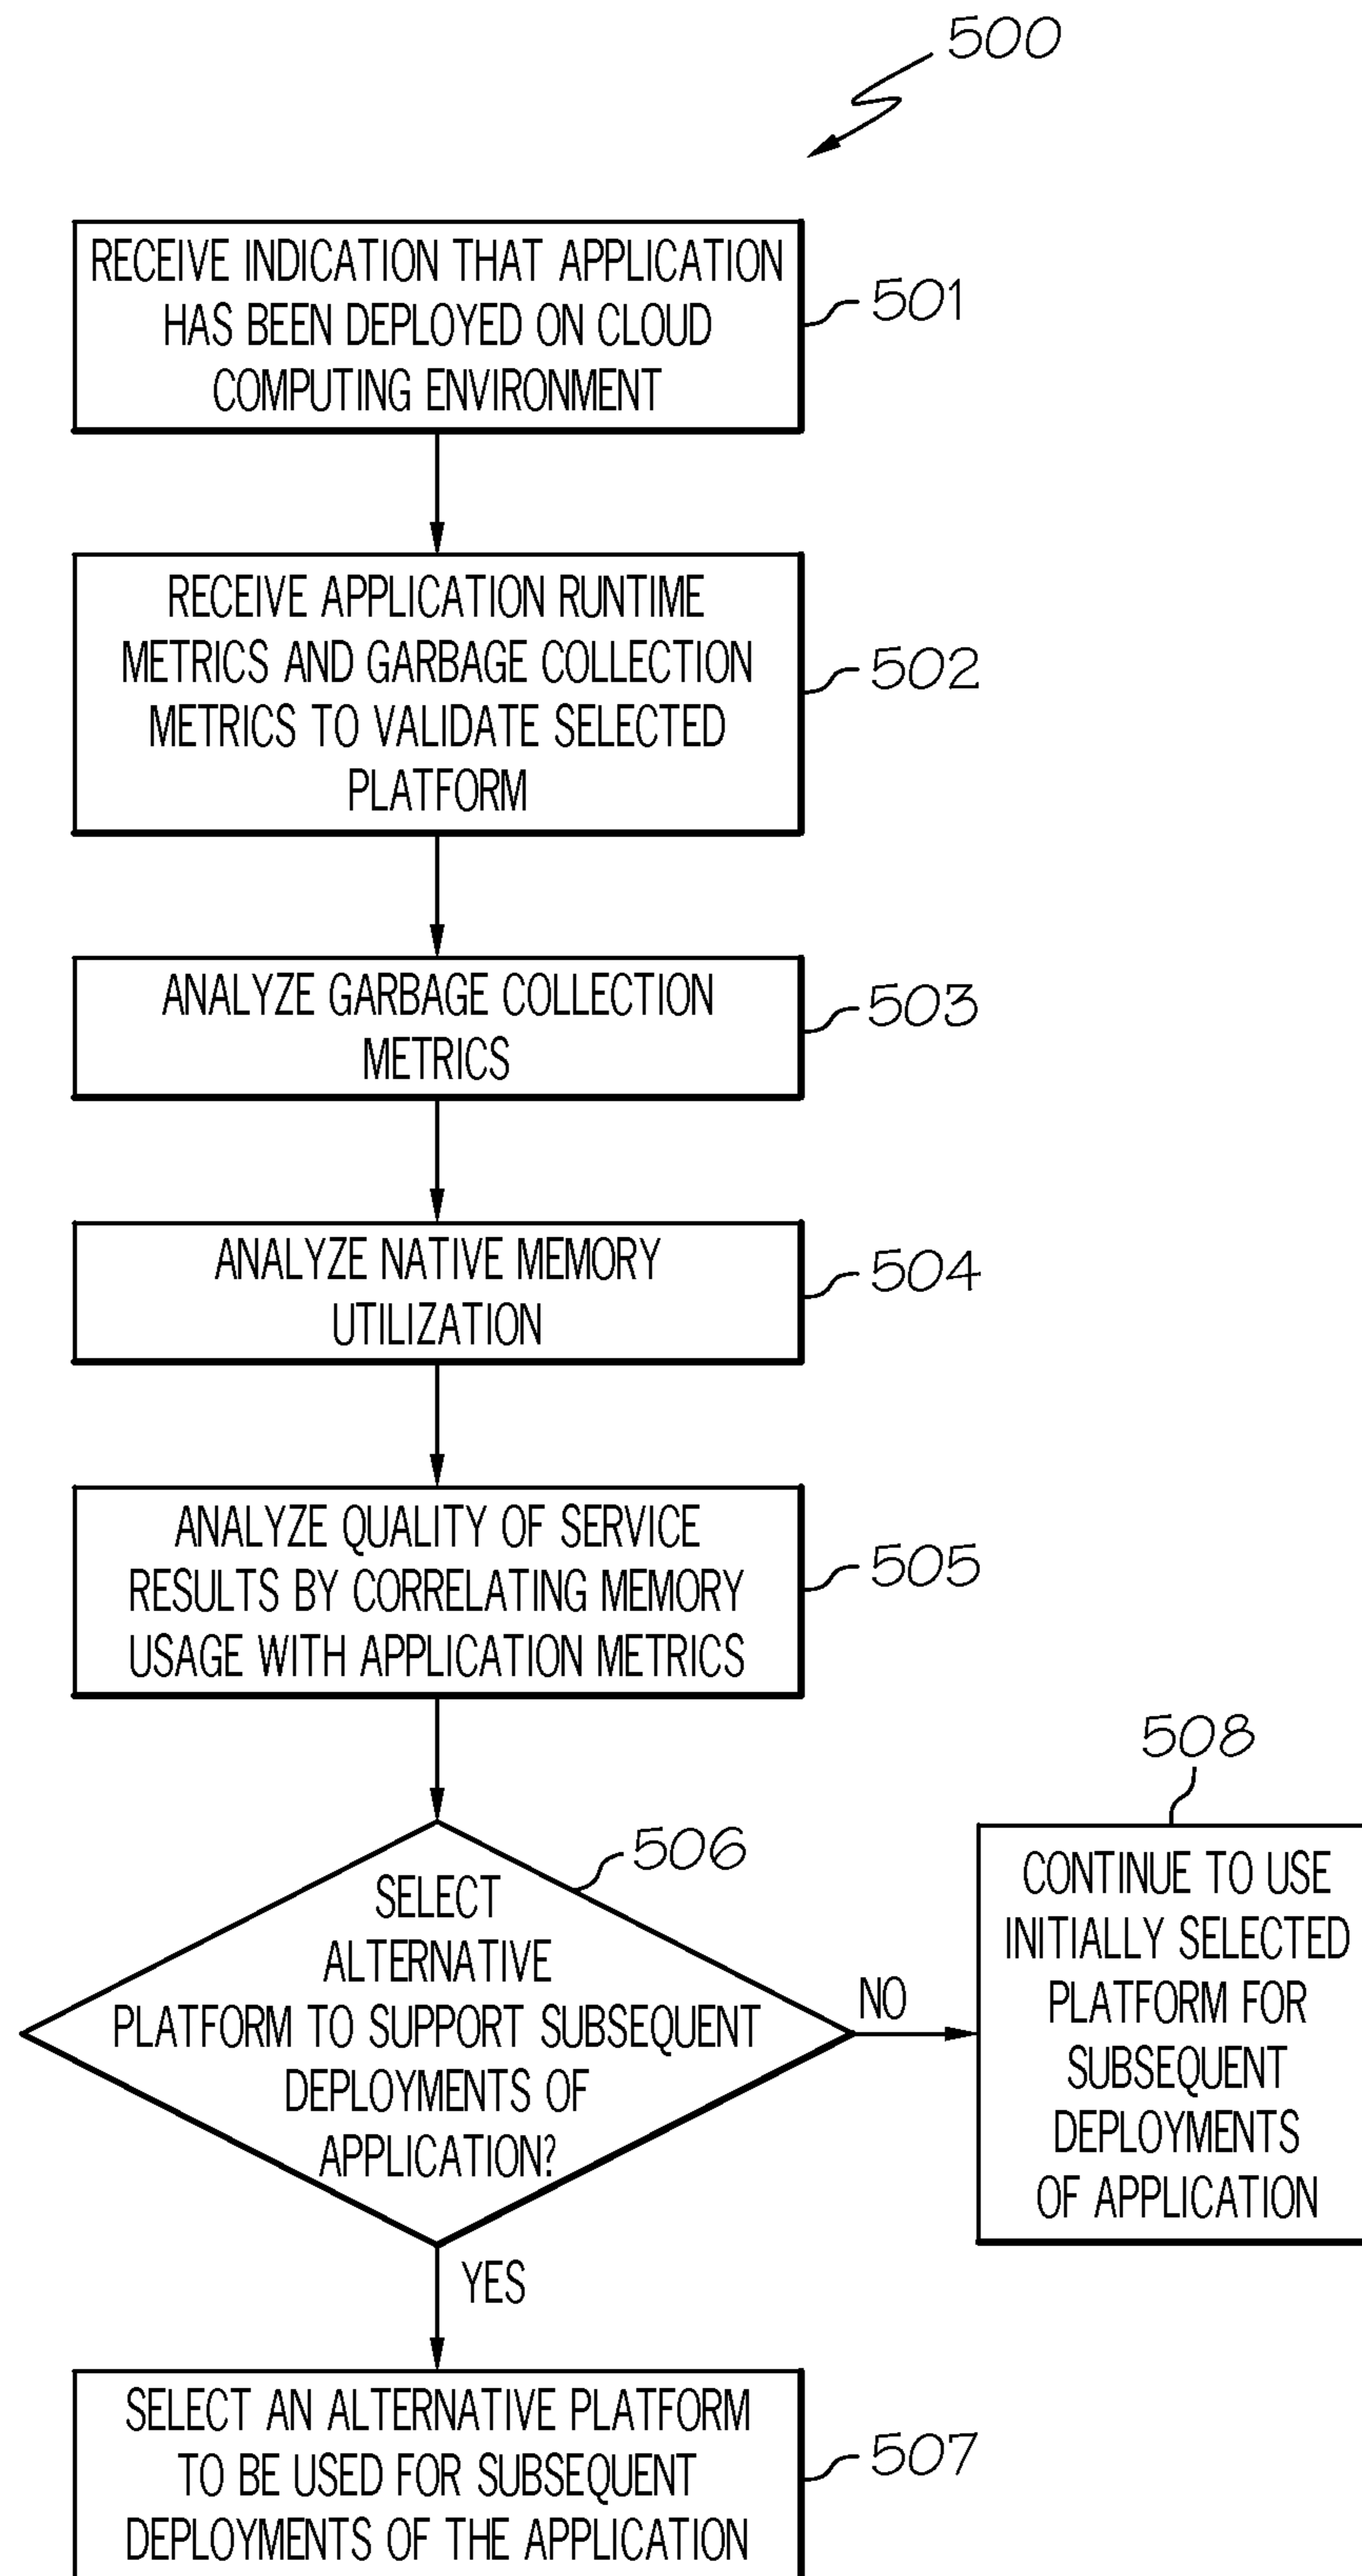 500
RECEIVE INDICATION THAT APPLICATION
HAS BEEN DEPLOYED ON CLOUD
COMPUTING ENVIRONMENT
501
RECEIVE APPLICATION RUNTIME
METRICS AND GARBAGE COLLECTION
METRICS TO VALIDATE SELECTED
PLATFORM
502
ANALYZE GARBAGE COLLECTION
METRICS
503
ANALYZE NATIVE MEMORY
UTILIZATION
504
ANALYZE QUALITY OF SERVICE
RESULTS BY CORRELATING MEMORY
USAGE WITH APPLICATION METRICS
505
SELECT
ALTERNATIVE
PLATFORM TO SUPPORT SUBSEQUENT
DEPLOYMENTS OF
APPLICATION?
506
NO
508
CONTINUE TO USE
INITIALLY SELECTED
PLATFORM FOR
SUBSEQUENT
DEPLOYMENTS
OF APPLICATION
YES
SELECT AN ALTERNATIVE PLATFORM
TO BE USED FOR SUBSEQUENT
DEPLOYMENTS OF THE APPLICATION
507